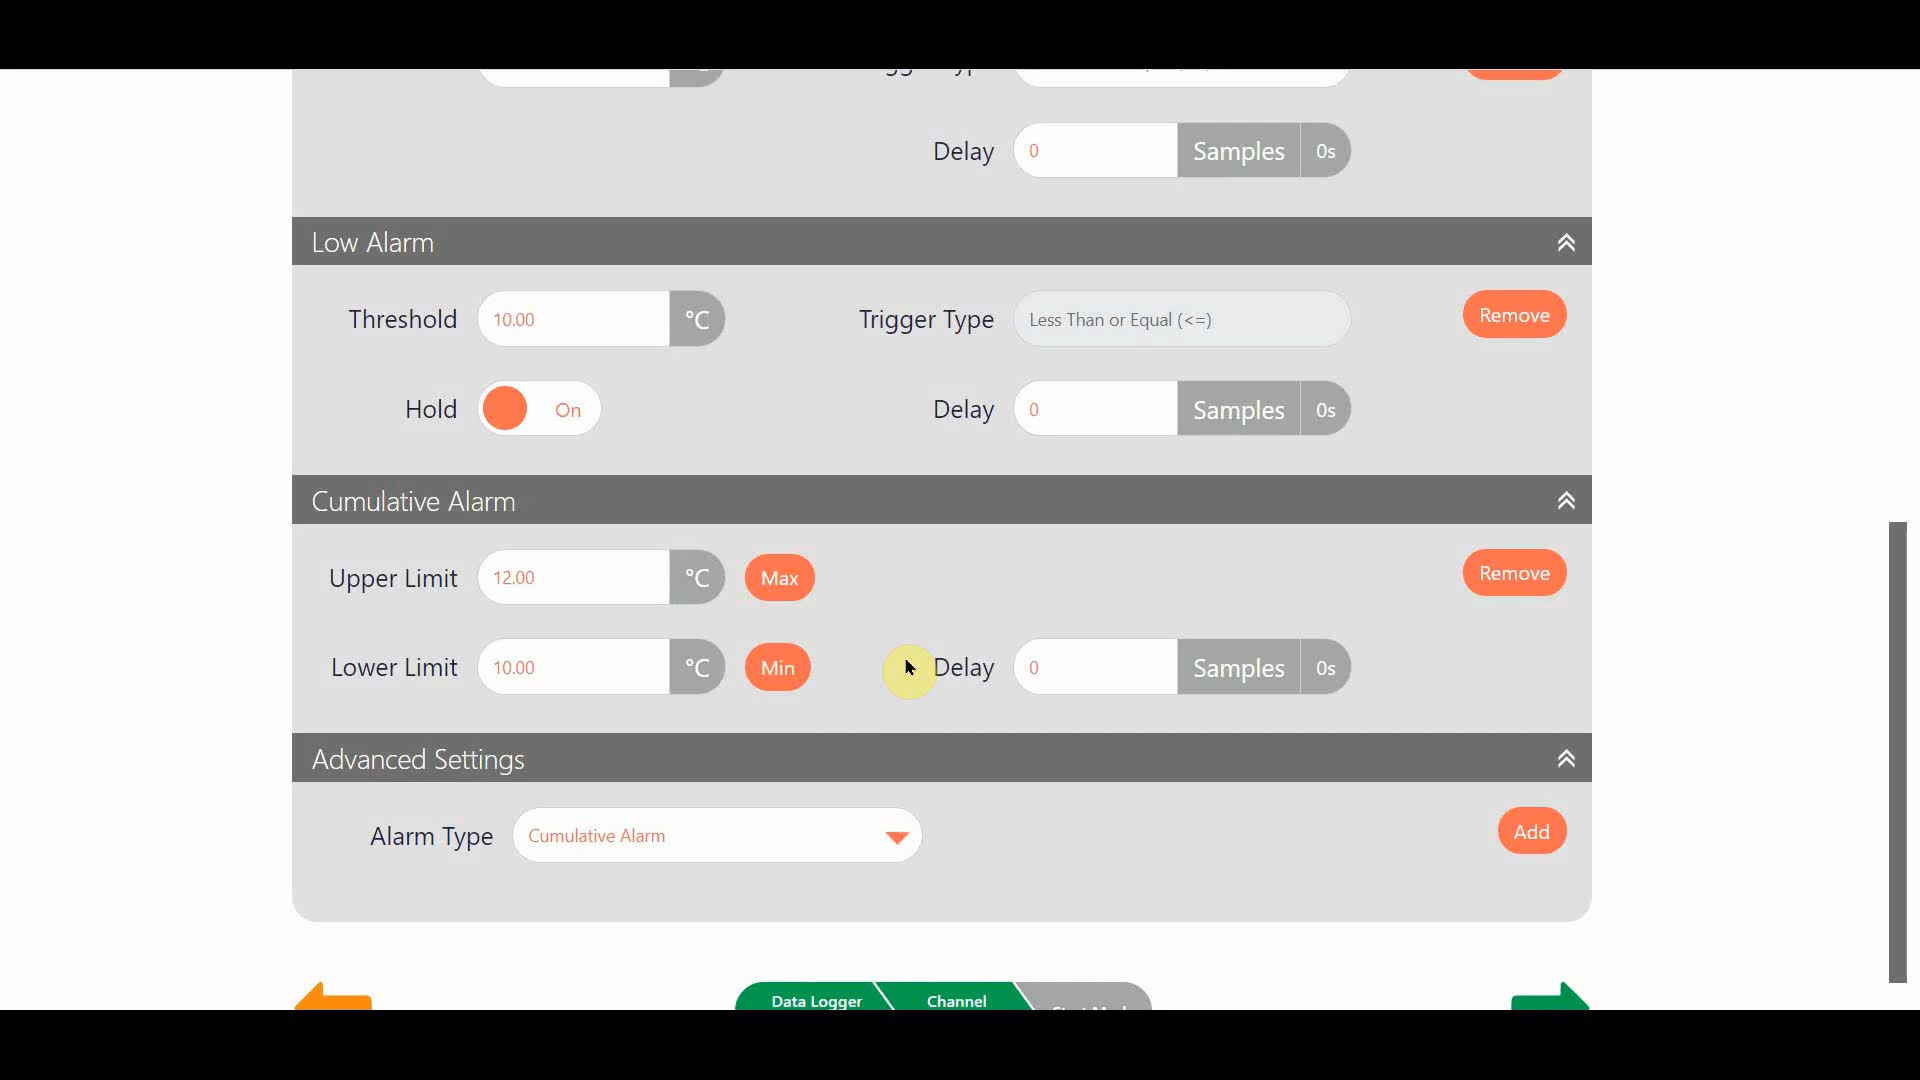 Delay 0 Samples 0s
Low Alarm
Threshold 10.00 °C Trigger Type Less Than or Equal (<=) Remove
Hold On Delay 0 Samples 0s
Cumulative Alarm
Upper Limit 12.00 °C Max Remove
Lower Limit 10.00 °C Min Delay 0 Samples 0s
Advanced Settings
Alarm Type Cumulative Alarm Add
Data Logger Channel